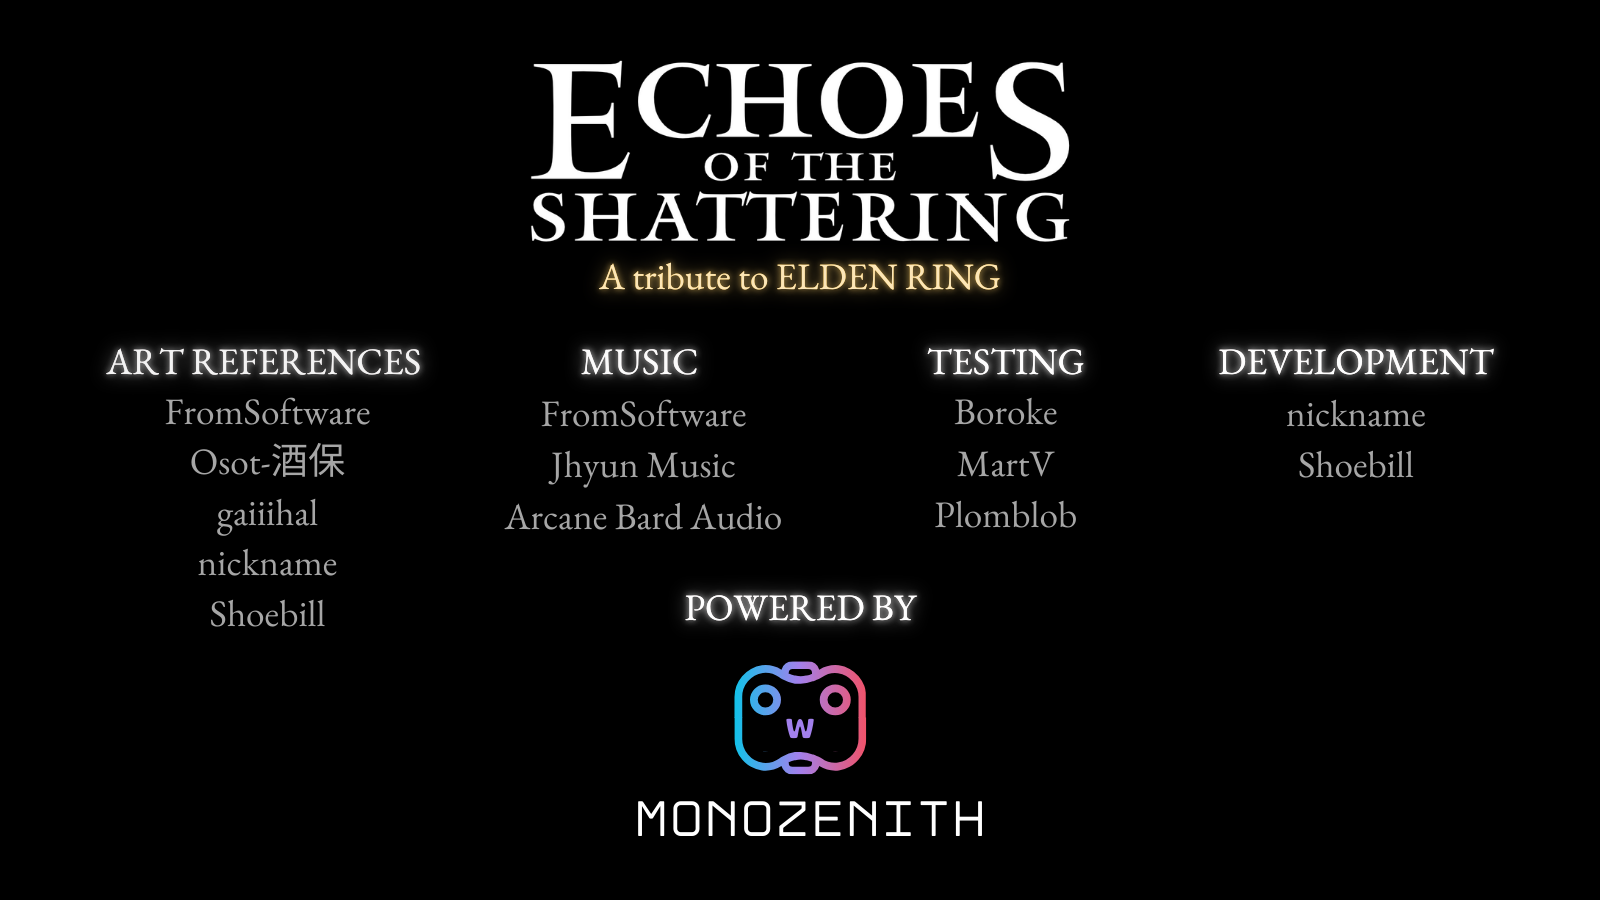 ECHOES
OF THE
SHATTERING
A tribute to ELDEN RING
ART REFERENCES
FromSoftware
Osot-酒保
gaiiihal
nickname
Shoebill
MUSIC
FromSoftware
Jhyun Music
Arcane Bard Audio
TESTING
Boroke
MartV
Plomblob
DEVELOPMENT
nickname
Shoebill
POWERED BY
w
MONOZENITH